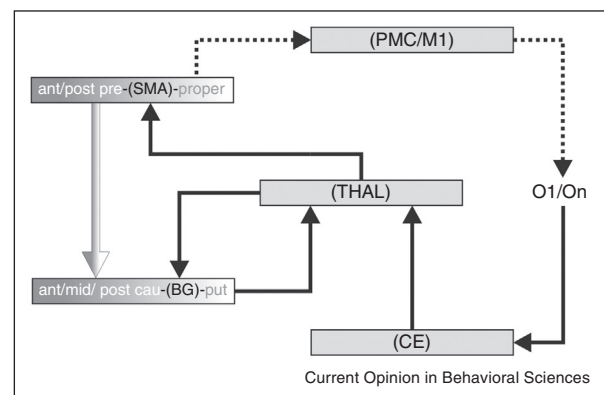 (PMC/M1)
ant/post pre-(SMA)-proper
(THAL)
O1/On
ant/mid/ post cau-(BG)-put
(CE)
Current Opinion in Behavioral Sciences